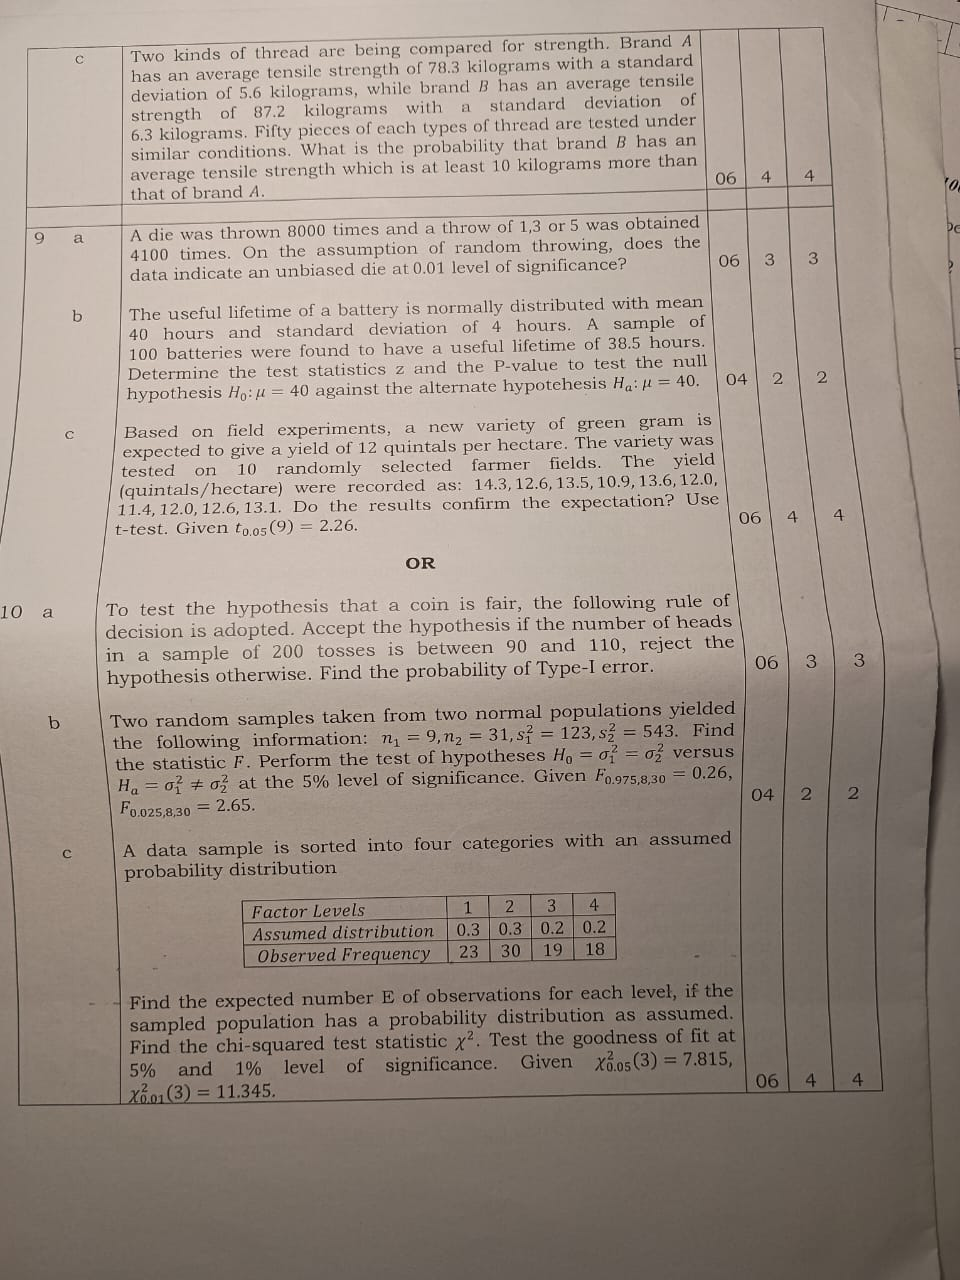 c Two kinds of thread are being compared for strength. Brand A
has an average tensile strength of 78.3 kilograms with a standard
deviation of 5.6 kilograms, while brand B has an average tensile
strength of 87.2 kilograms with a standard deviation of
6.3 kilograms. Fifty pieces of each types of thread are tested under
similar conditions. What is the probability that brand B has an
average tensile strength which is at least 10 kilograms more than
that of brand A. 06 4 4
9 a A die was thrown 8000 times and a throw of 1,3 or 5 was obtained
4100 times. On the assumption of random throwing, does the
data indicate an unbiased die at 0.01 level of significance? 06 3 3
b The useful lifetime of a battery is normally distributed with mean
40 hours and standard deviation of 4 hours. A sample of
100 batteries were found to have a useful lifetime of 38.5 hours.
Determine the test statistics z and the P-value to test the null
hypothesis H₀: μ = 40 against the alternate hypotehesis Hₐ: μ = 40. 04 2 2
c Based on field experiments, a new variety of green gram is
expected to give a yield of 12 quintals per hectare. The variety was
tested on 10 randomly selected farmer fields. The yield
(quintals/hectare) were recorded as: 14.3, 12.6, 13.5, 10.9, 13.6, 12.0,
11.4, 12.0, 12.6, 13.1. Do the results confirm the expectation? Use
t-test. Given t₀.₀₅(9) = 2.26. 06 4 4
OR
10 a To test the hypothesis that a coin is fair, the following rule of
decision is adopted. Accept the hypothesis if the number of heads
in a sample of 200 tosses is between 90 and 110, reject the
hypothesis otherwise. Find the probability of Type-I error. 06 3 3
b Two random samples taken from two normal populations yielded
the following information: n₁ = 9, n₂ = 31, s₁² = 123, s₂² = 543. Find
the statistic F. Perform the test of hypotheses H₀ = σ₁² = σ₂² versus
Hₐ = σ₁² ≠ σ₂² at the 5% level of significance. Given F₀.₉₇₅,₈,₃₀ = 0.26,
F₀.₀₂₅,₈,₃₀ = 2.65. 04 2 2
c A data sample is sorted into four categories with an assumed
probability distribution
Factor Levels 1 2 3 4
Assumed distribution 0.3 0.3 0.2 0.2
Observed Frequency 23 30 19 18
Find the expected number E of observations for each level, if the
sampled population has a probability distribution as assumed.
Find the chi-squared test statistic χ². Test the goodness of fit at
5% and 1% level of significance. Given χ²₀.₀₅(3) = 7.815,
χ²₀.₀₁(3) = 11.345. 06 4 4